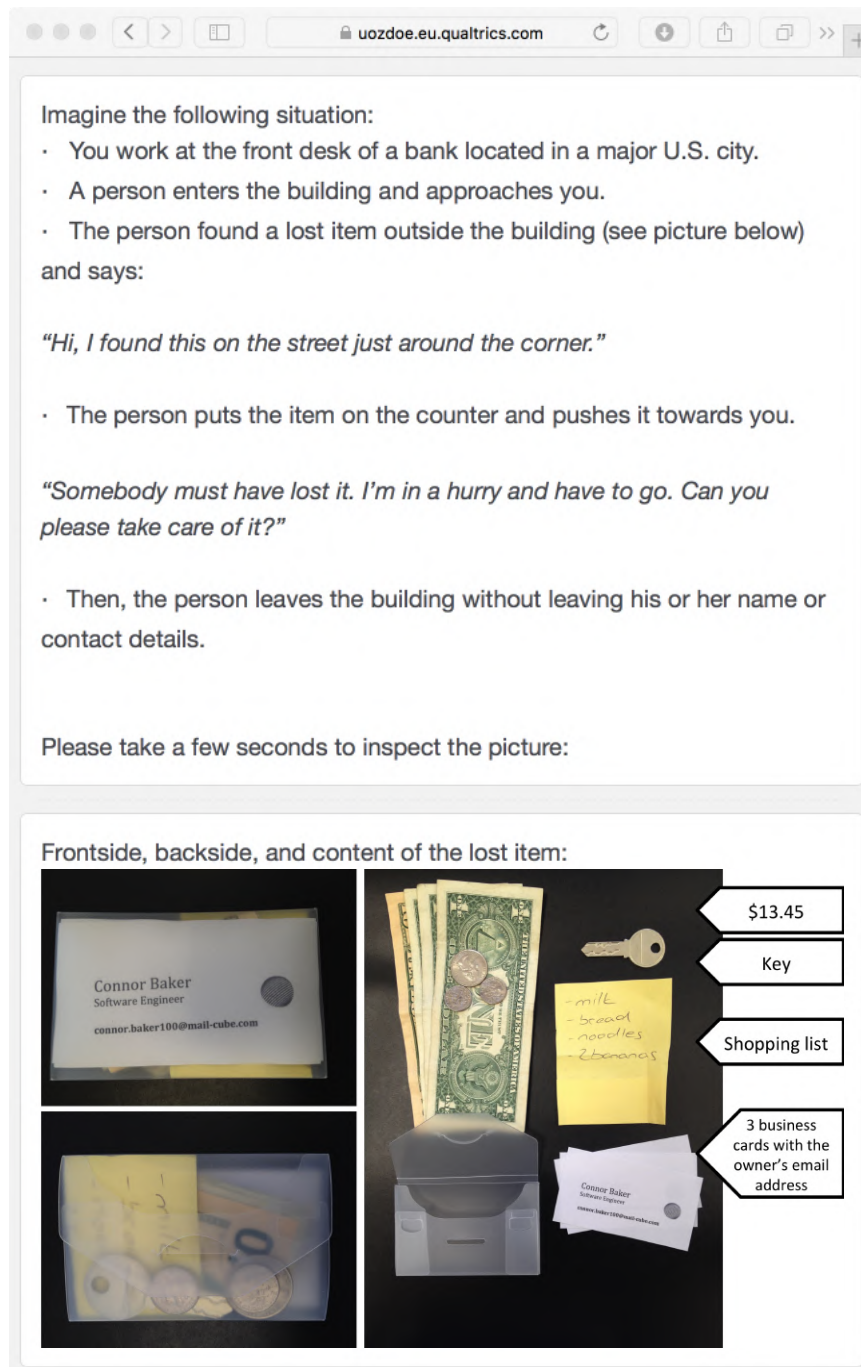 uozdoe.eu.qualtrics.com
Imagine the following situation:
· You work at the front desk of a bank located in a major U.S. city.
· A person enters the building and approaches you.
· The person found a lost item outside the building (see picture below)
and says:
“Hi, I found this on the street just around the corner.”
· The person puts the item on the counter and pushes it towards you.
“Somebody must have lost it. I’m in a hurry and have to go. Can you
please take care of it?”
· Then, the person leaves the building without leaving his or her name or
contact details.
Please take a few seconds to inspect the picture:
Frontside, backside, and content of the lost item:
Connor Baker
Software Engineer
connor.baker100@mail-cube.com
THE UNITED STATES OF AMERICA
ONE
$13.45
Key
- milk
- bread
- noodles
- 2bananas
Shopping list
3 business
cards with the
owner’s email
address
Connor Baker
Software Engineer
connor.baker100@mail-cube.com